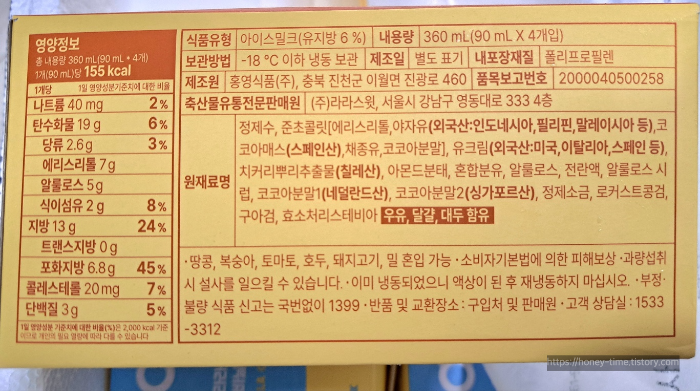 영양정보
총 내용량 360 mL(90 mL * 4개)
1개(90 mL)당 155 kcal
1개당 1일 영양성분기준치에 대한 비율
나트륨 40 mg 2%
탄수화물 19 g 6%
당류 2.6 g 3%
에리스리톨 7 g
알룰로스 5 g
식이섬유 2 g 8%
지방 13 g 24%
트랜스지방 0 g
포화지방 6.8 g 45%
콜레스테롤 20 mg 7%
단백질 3 g 5%
1일 영양성분 기준치에 대한 비율(%)은 2,000 kcal 기준
이므로 개인의 필요 열량에 따라 다를 수 있습니다
식품유형 아이스밀크(유지방 6 %) 내용량 360 mL(90 mL X 4개입)
보관방법 -18 ℃ 이하 냉동 보관 제조일 별도 표기 내포장재질 폴리프로필렌
제조원 홍영식품(주), 충북 진천군 이월면 진광로 460 품목보고번호 2000040500258
축산물유통전문판매원 (주)라라스윗, 서울시 강남구 영동대로 333 4층
원재료명
정제수, 준초콜릿[에리스리톨,야자유(외국산:인도네시아,필리핀,말레이시아 등),코
코아매스(스페인산),채종유,코코아분말], 유크림(외국산:미국,이탈리아,스페인 등),
치커리뿌리추출물(칠레산), 아몬드분태, 혼합분유, 알룰로스, 전란액, 알룰로스 시
럽, 코코아분말1(네덜란드산), 코코아분말2(싱가포르산), 정제소금, 로커스트콩검,
구아검, 효소처리스테비아 우유, 달걀, 대두 함유
·땅콩, 복숭아, 토마토, 호두, 돼지고기, 밀 혼입 가능 ·소비자기본법에 의한 피해보상 ·과량섭취
시 설사를 일으킬 수 있습니다. ·이미 냉동되었으니 액상이 된 후 재냉동하지 마십시오. ·부정·
불량 식품 신고는 국번없이 1399 ·반품 및 교환장소 : 구입처 및 판매원 ·고객 상담실 : 1533
-3312
https://honey-time.tistory.com